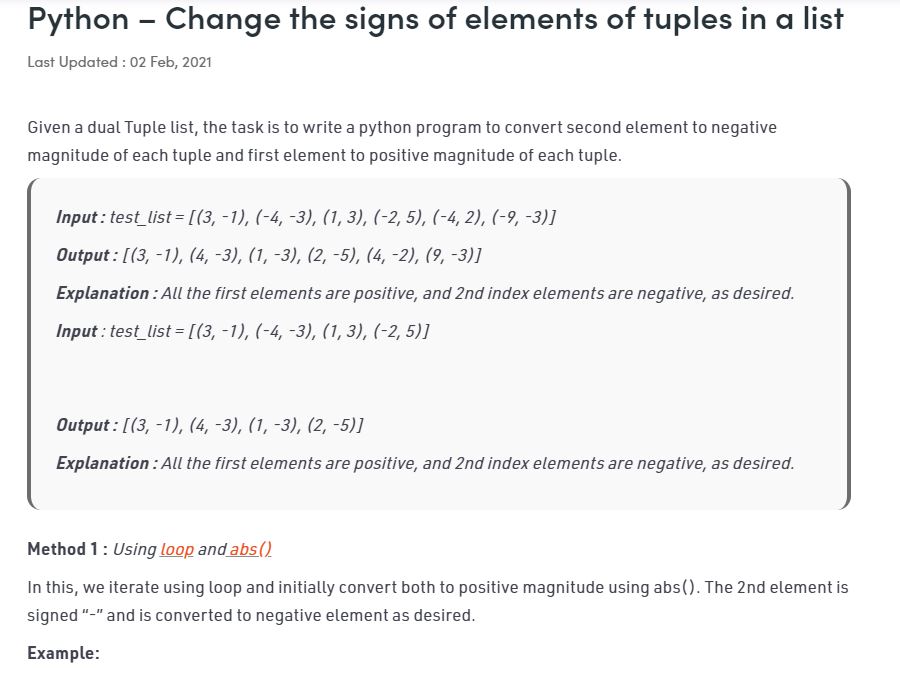 Python – Change the signs of elements of tuples in a list
Last Updated : 02 Feb, 2021
Given a dual Tuple list, the task is to write a python program to convert second element to negative
magnitude of each tuple and first element to positive magnitude of each tuple.
Input : test_list = [(3, -1), (-4, -3), (1, 3), (-2, 5), (-4, 2), (-9, -3)]
Output : [(3, -1), (4, -3), (1, -3), (2, -5), (4, -2), (9, -3)]
Explanation : All the first elements are positive, and 2nd index elements are negative, as desired.
Input : test_list = [(3, -1), (-4, -3), (1, 3), (-2, 5)]
Output : [(3, -1), (4, -3), (1, -3), (2, -5)]
Explanation : All the first elements are positive, and 2nd index elements are negative, as desired.
Method 1 : Using loop and abs()
In this, we iterate using loop and initially convert both to positive magnitude using abs(). The 2nd element is
signed “-” and is converted to negative element as desired.
Example: